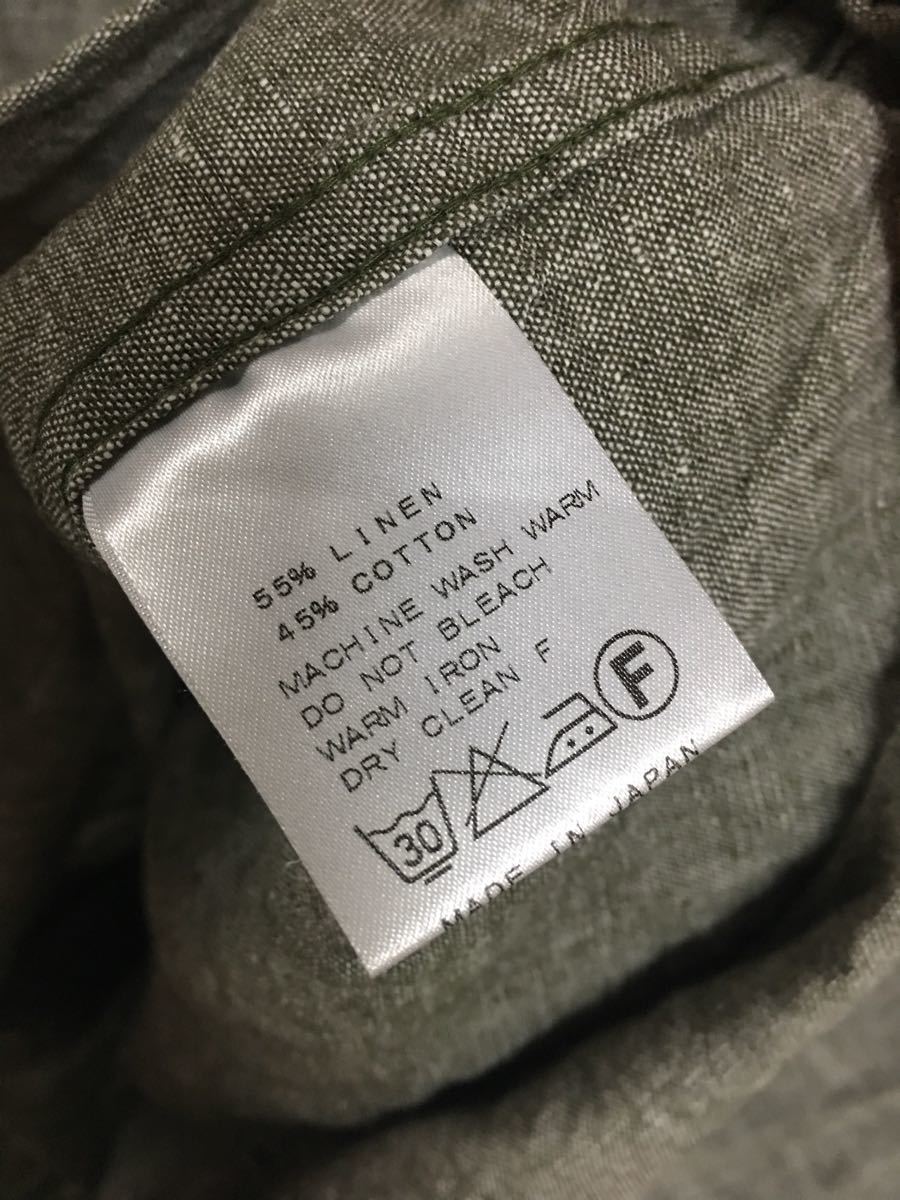 55% LINEN
45% COTTON
MACHINE WASH WARM
DO NOT BLEACH
WARM IRON
DRY CLEAN F
30
F
MADE IN JAPAN